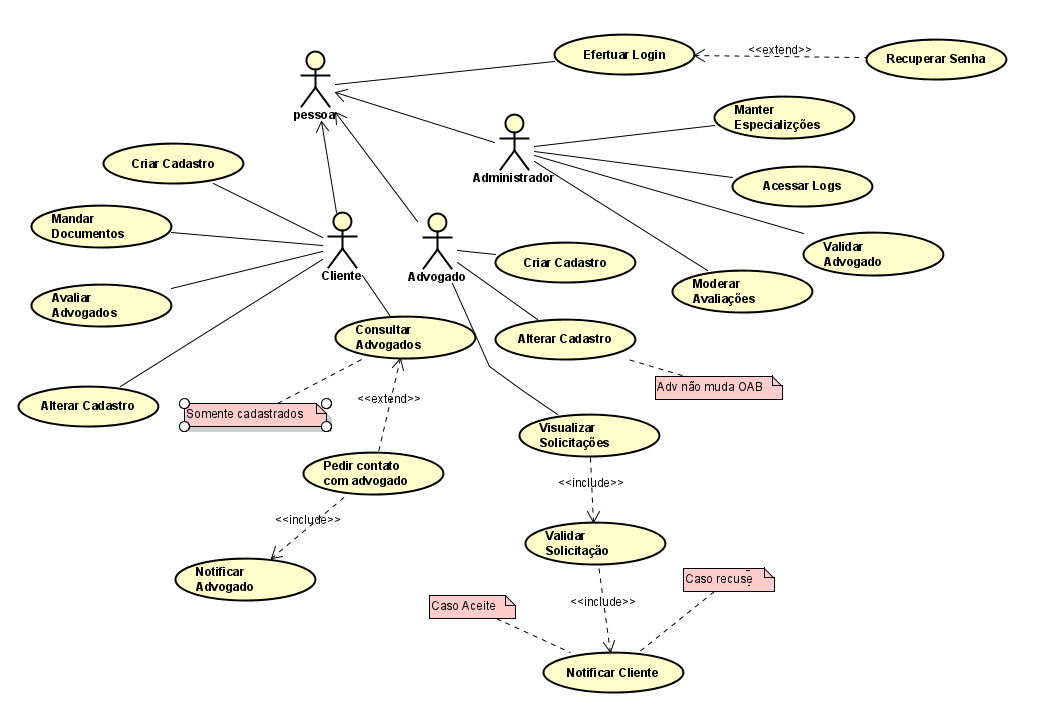 Efertuar Login
<<extend>>
Recuperar Senha
pessoa
Manter
Especializções
Administrador
Criar Cadastro
Acessar Logs
Mandar
Documentos
Validar
Advogado
Cliente
Advogado
Criar Cadastro
Moderar
Avaliações
Avaliar
Advogados
Consultar
Advogados
Alterar Cadastro
Adv não muda OAB
Alterar Cadastro
Somente cadastrados
<<extend>>
Visualizar
Solicitações
Pedir contato
com advogado
<<include>>
<<include>>
Validar
Solicitação
Notificar
Advogado
Caso recuse
Caso Aceite
<<include>>
Notificar Cliente